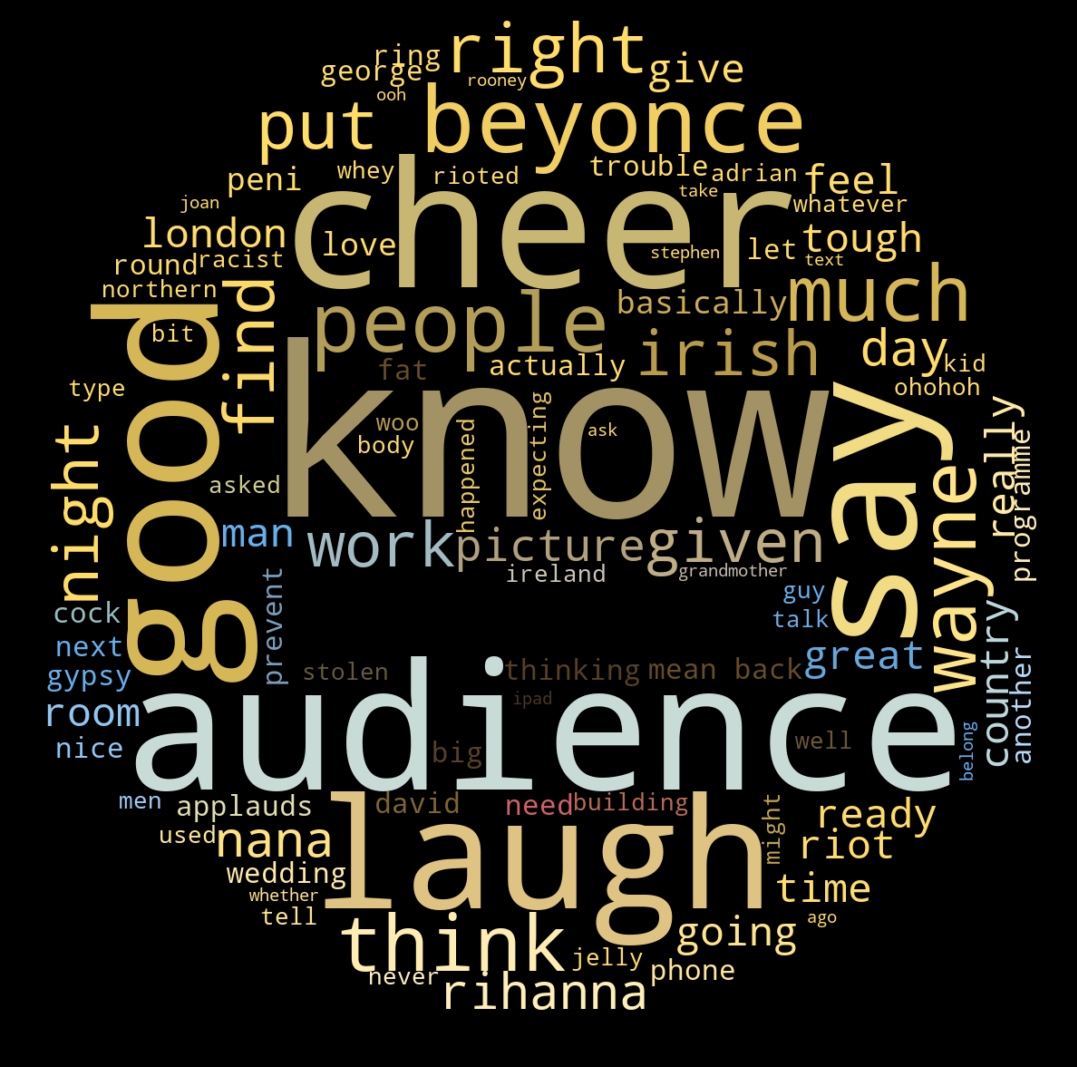 right
ring
george
give
rooney
ooh
beyonce
put
cheer
whey
rioted
trouble
adrian
feel
peni
take
joan
whatever
london
love
tough
round
racist
stephen
let
text
northern
good
find
people
basically
much
bit
irish
day
kid
type
fat
actually
ohohoh
know
say
night
woo
body
happened
expecting
ask
really
programme
asked
wayne
man
work
picture
given
ireland
grandmother
cock
prevent
guy
talk
country
next
gypsy
stolen
thinking
mean back
great
another
ipad
room
audience
nice
big
well
belong
men
applauds
david
need
building
might
ready
used
nana
laugh
riot
wedding
whether
time
tell
ago
think
going
never
jelly
phone
rihanna